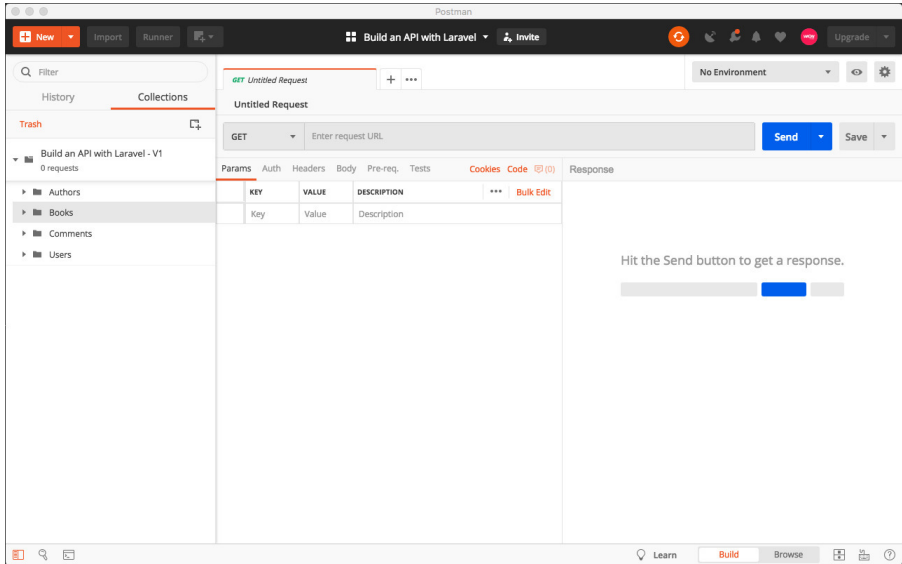 Postman
New Import Runner Build an API with Laravel Invite Upgrade
Filter
History Collections
Trash
Build an API with Laravel - V1
0 requests
Authors
Books
Comments
Users
GET Untitled Request
No Environment
Untitled Request
GET Enter request URL Send Save
Params Auth Headers Body Pre-req. Tests Cookies Code (0) Response
KEY VALUE DESCRIPTION Bulk Edit
Key Value Description
Hit the Send button to get a response.
Learn Build Browse